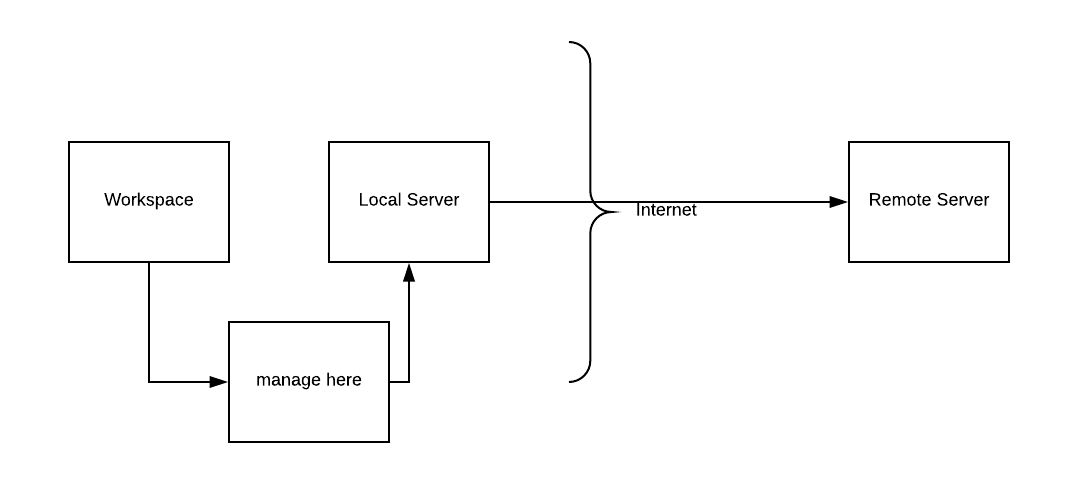 Workspace
Local Server
Internet
Remote Server
manage here